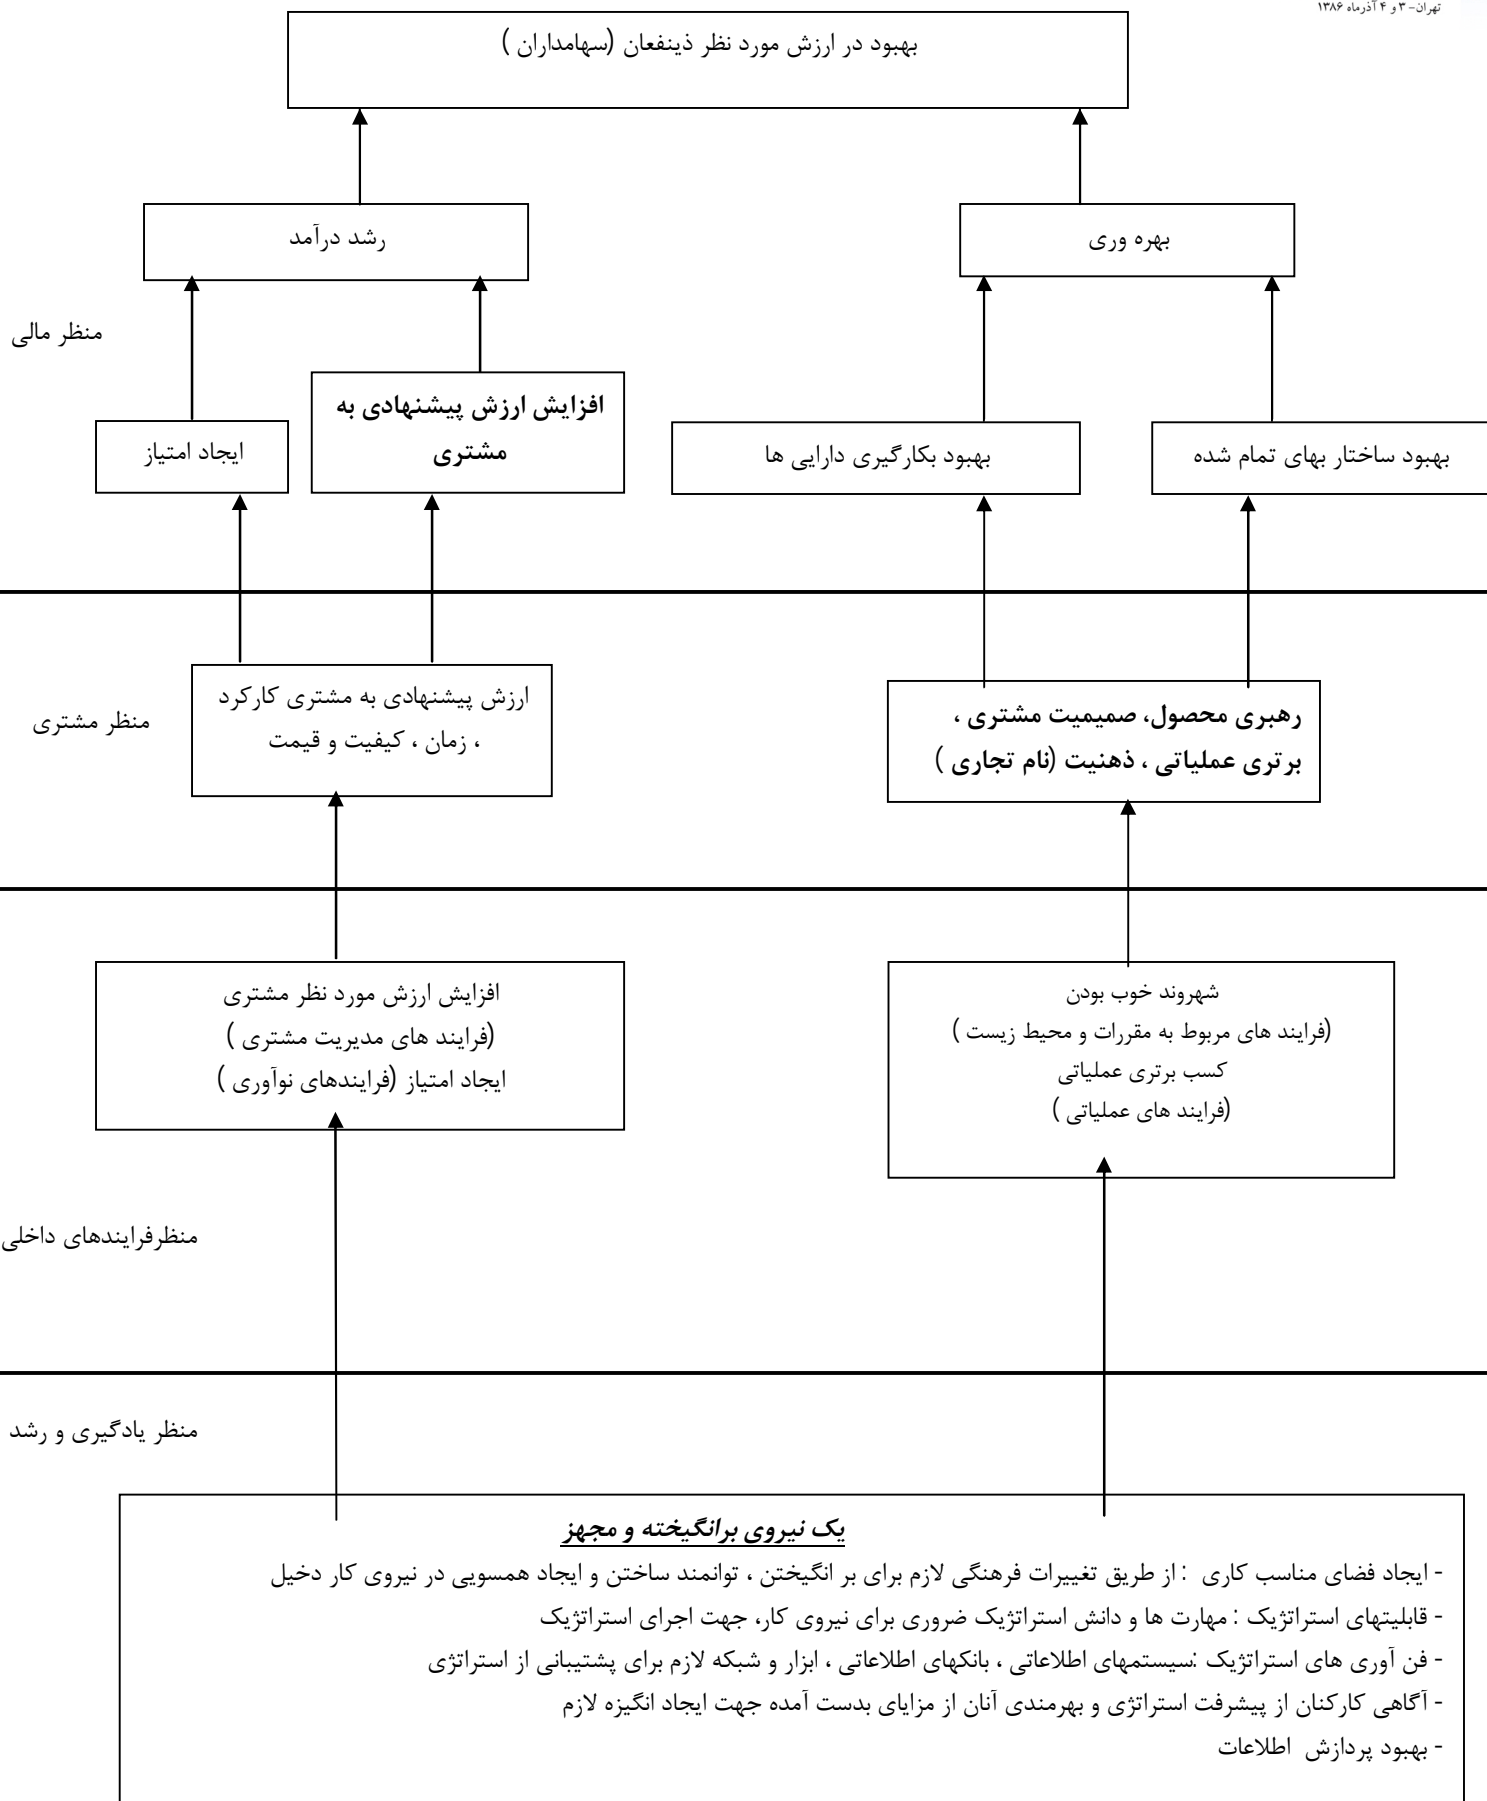 تهران- ۳ و ۴ آذرماه ۱۳۸۶
بهبود در ارزش مورد نظر ذینفعان (سهامداران )
بهره وری
رشد درآمد
منظر مالی
بهبود ساختار بهای تمام شده
بهبود بکارگیری دارایی ها
افزایش ارزش پیشنهادی به
مشتری
ایجاد امتیاز
رهبری محصول، صمیمیت مشتری ،
برتری عملیاتی ، ذهنیت (نام تجاری )
ارزش پیشنهادی به مشتری کارکرد
، زمان ، کیفیت و قیمت
منظر مشتری
شهروند خوب بودن
(فرایند های مربوط به مقررات و محیط زیست )
کسب برتری عملیاتی
(فرایند های عملیاتی )
افزایش ارزش مورد نظر مشتری
(فرایند های مدیریت مشتری )
ایجاد امتیاز (فرایندهای نوآوری )
منظرفرایندهای داخلی
منظر یادگیری و رشد
یک نیروی برانگیخته و مجهز
- ایجاد فضای مناسب کاری : از طریق تغییرات فرهنگی لازم برای بر انگیختن ، توانمند ساختن و ایجاد همسویی در نیروی کار دخیل
- قابلیتهای استراتژیک : مهارت ها و دانش استراتژیک ضروری برای نیروی کار، جهت اجرای استراتژیک
- فن آوری های استراتژیک :سیستمهای اطلاعاتی ، بانکهای اطلاعاتی ، ابزار و شبکه لازم برای پشتیبانی از استراتژی
- آگاهی کارکنان از پیشرفت استراتژی و بهرمندی آنان از مزایای بدست آمده جهت ایجاد انگیزه لازم
- بهبود پردازش اطلاعات